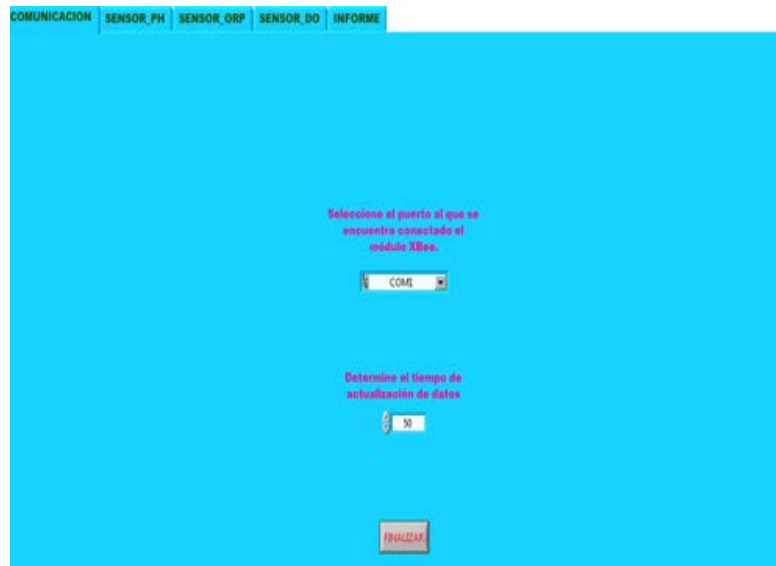 COMUNICACION SENSOR_PH SENSOR_ORP SENSOR_DO INFORME
Seleccione el puerto al que se
encuentra conectado el
módulo XBee.
COM1
Determine el tiempo de
actualización de datos
50
FINALIZAR